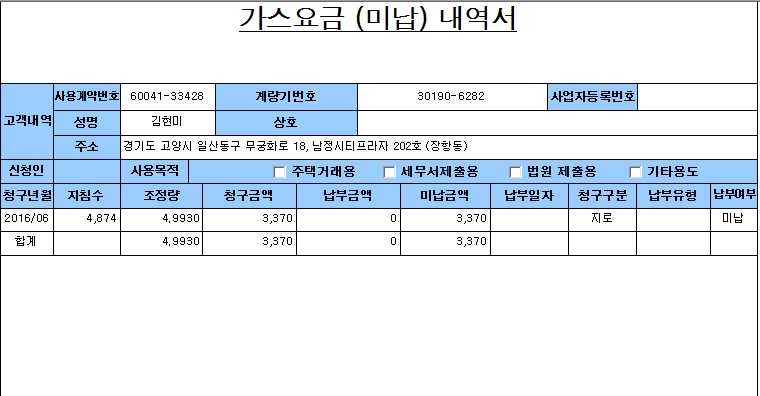 가스요금 (미납) 내역서
고객내역 사용계약번호 60041-33428 계량기번호 30190-6282 사업자등록번호
성명 김현미 상호
주소 경기도 고양시 일산동구 무궁화로 18, 남정시티프라자 202호 (장항동)
신청인 사용목적 주택거래용 세무서제출용 법원 제출용 기타용도
청구년월 지침수 조정량 청구금액 납부금액 미납금액 납부일자 청구구분 납부유형 납부여부
2016/06 4,874 4,9930 3,370 0 3,370 지로 미납
합계 4,9930 3,370 0 3,370